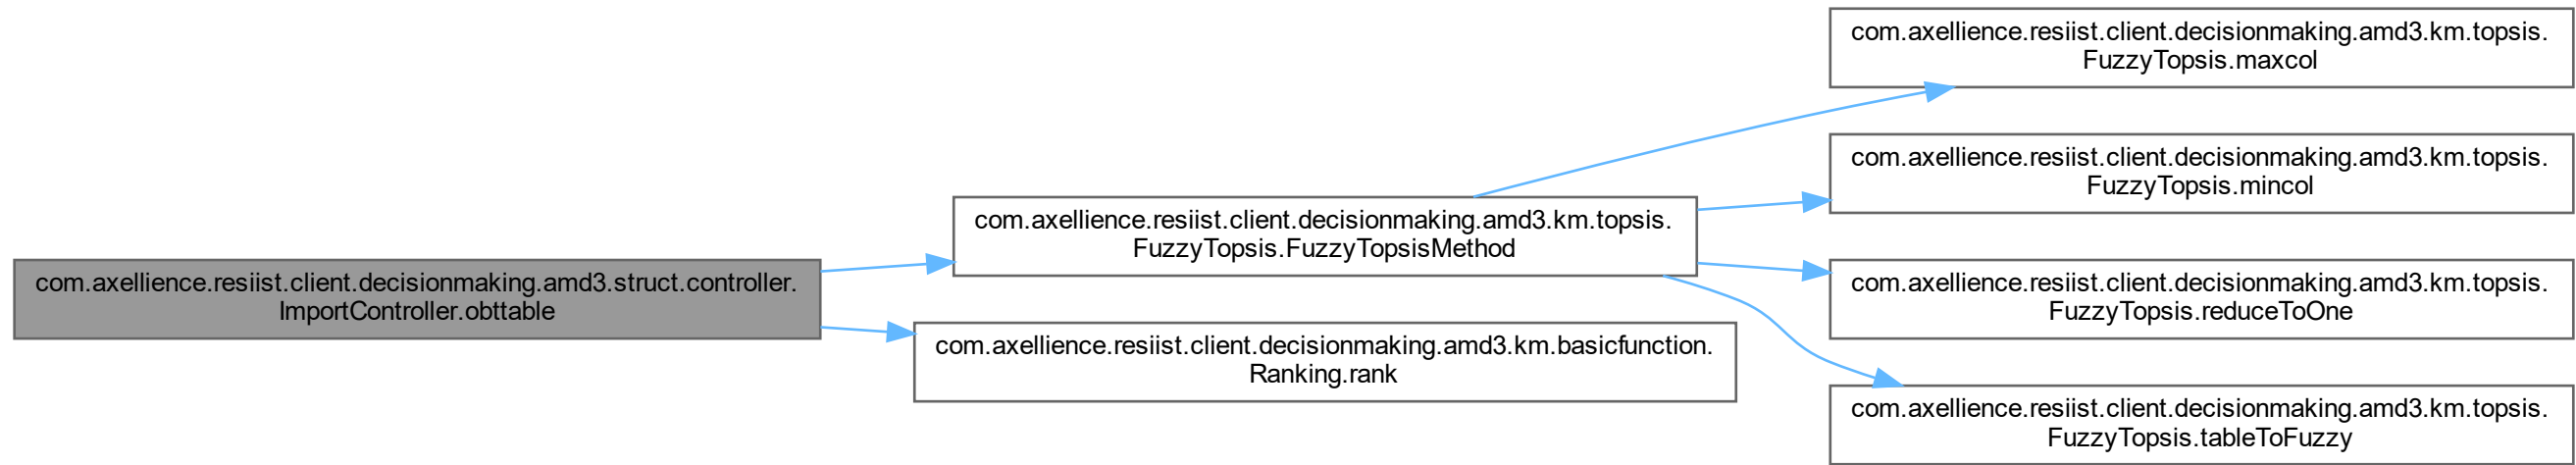 com.axellience.resiist.client.decisionmaking.amd3.struct.controller.
ImportController.obttable
com.axellience.resiist.client.decisionmaking.amd3.km.topsis.
FuzzyTopsis.FuzzyTopsisMethod
com.axellience.resiist.client.decisionmaking.amd3.km.basicfunction.
Ranking.rank
com.axellience.resiist.client.decisionmaking.amd3.km.topsis.
FuzzyTopsis.maxcol
com.axellience.resiist.client.decisionmaking.amd3.km.topsis.
FuzzyTopsis.mincol
com.axellience.resiist.client.decisionmaking.amd3.km.topsis.
FuzzyTopsis.reduceToOne
com.axellience.resiist.client.decisionmaking.amd3.km.topsis.
FuzzyTopsis.tableToFuzzy